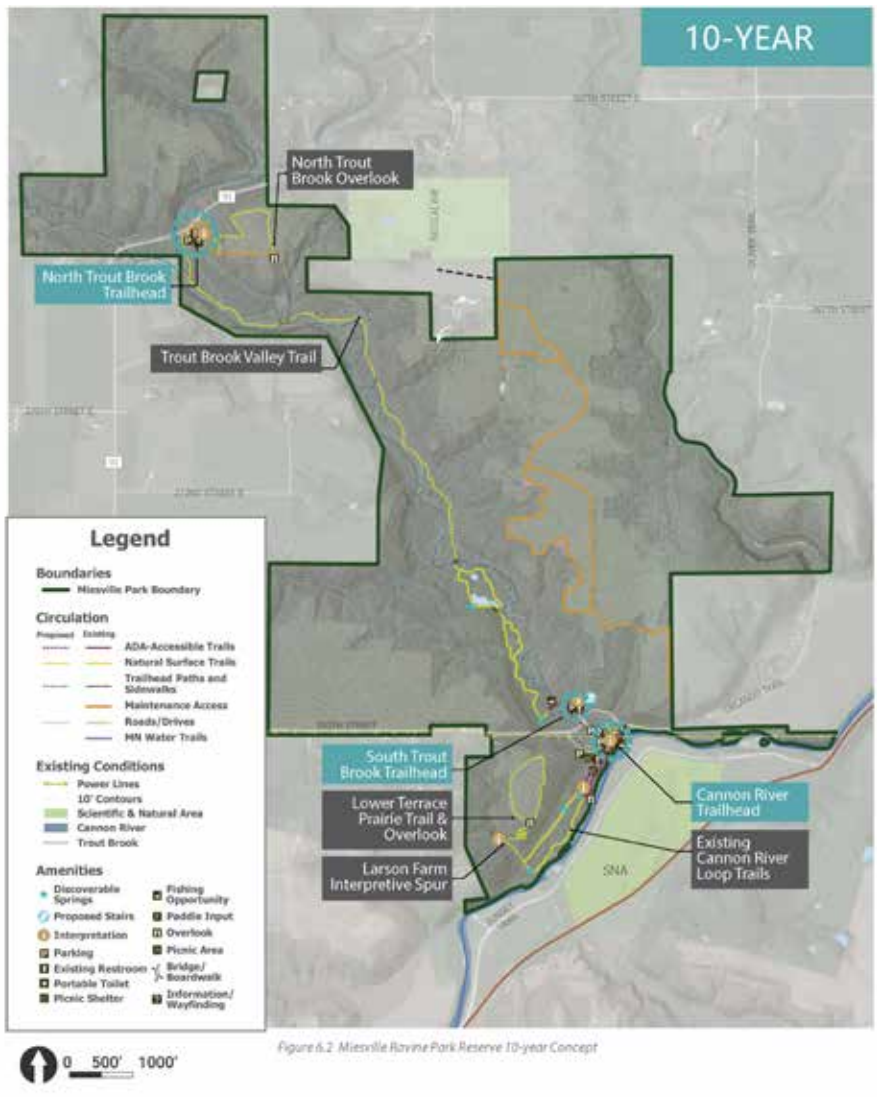 10-YEAR
North Trout
Brook Overlook
North Trout Brook
Trailhead
Trout Brook Valley Trail
Legend
Boundaries
Miesville Park Boundary
Circulation
Proposed Existing
ADA-Accessible Trails
Natural Surface Trails
Trailhead Paths and
Sidewalks
Maintenance Access
Roads/Drives
MN Water Trails
Existing Conditions
Power Lines
10' Contours
Scientific & Natural Area
Cannon River
Trout Brook
Amenities
Discoverable
Springs
Proposed Stairs
Interpretation
Parking
Existing Restroom
Portable Toilet
Picnic Shelter
Fishing
Opportunity
Paddle Input
Overlook
Picnic Area
Bridge/
Boardwalk
Information/
Wayfinding
South Trout
Brook Trailhead
Lower Terrace
Prairie Trail &
Overlook
Larson Farm
Interpretive Spur
Cannon River
Trailhead
Existing
Cannon River
Loop Trails
SNA
Figure 6.2 Miesville Ravine Park Reserve 10-year Concept
0 500' 1000'